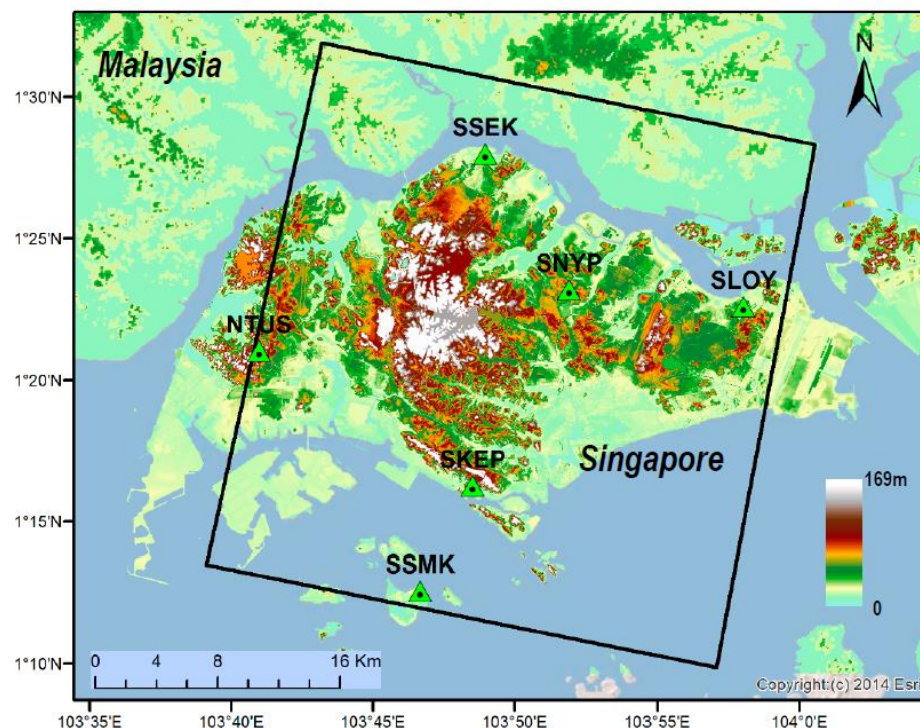 Malaysia
N
1°30'N
SSEK
1°25'N
SNYP
SLOY
NTUS
1°20'N
Singapore
SKEP
169m
1°15'N
SSMK
0
0 4 8 16 Km
1°10'N
Copyright:(c) 2014 Esri
103°35'E 103°40'E 103°45'E 103°50'E 103°55'E 104°0'E